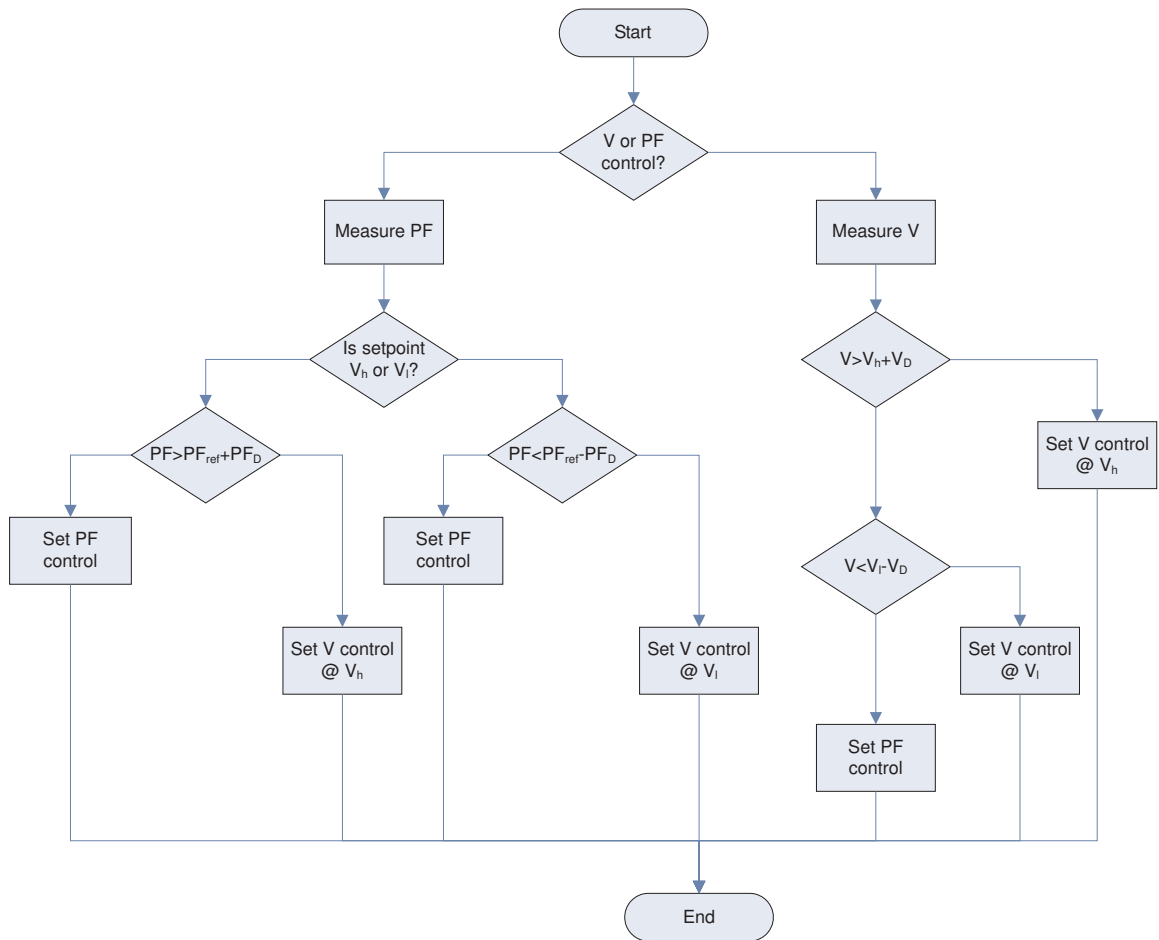 Start
V or PF
control?
Measure PF
Measure V
Is setpoint
Vh or Vl?
V>Vh+VD
PF>PFref+PFD
PF<PFref-PFD
Set V control
@ Vh
Set PF
control
Set PF
control
V<Vl-VD
Set V control
@ Vh
Set V control
@ Vl
Set V control
@ Vl
Set PF
control
End